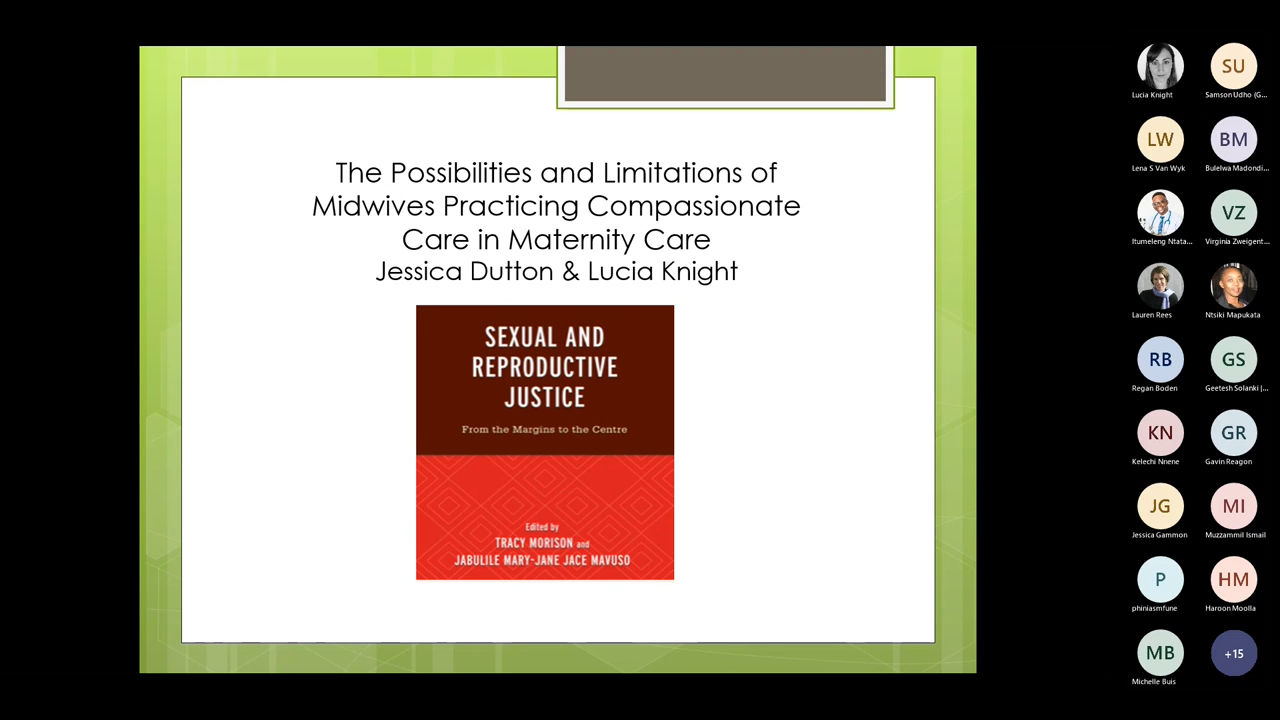 The Possibilities and Limitations of
Midwives Practicing Compassionate
Care in Maternity Care
Jessica Dutton & Lucia Knight
SEXUAL AND
REPRODUCTIVE
JUSTICE
From the Margins to the Centre
Edited by
TRACY MORISON and
JABULILE MARY-JANE JACE MAVUSO
Lucia Knight
SU
Samson Udho (G...
LW
Lena S Van Wyk
BM
Bulelwa Madondi...
Itumeleng Ntata...
VZ
Virginia Zweigent...
Lauren Rees
Ntsiki Mapukata
RB
Regan Boden
GS
Geetesh Solanki |...
KN
Kelechi Nnene
GR
Gavin Reagon
JG
Jessica Gammon
MI
Muzzammil Ismail
P
phiniasmfune
HM
Haroon Moolla
MB
Michelle Buis
+15